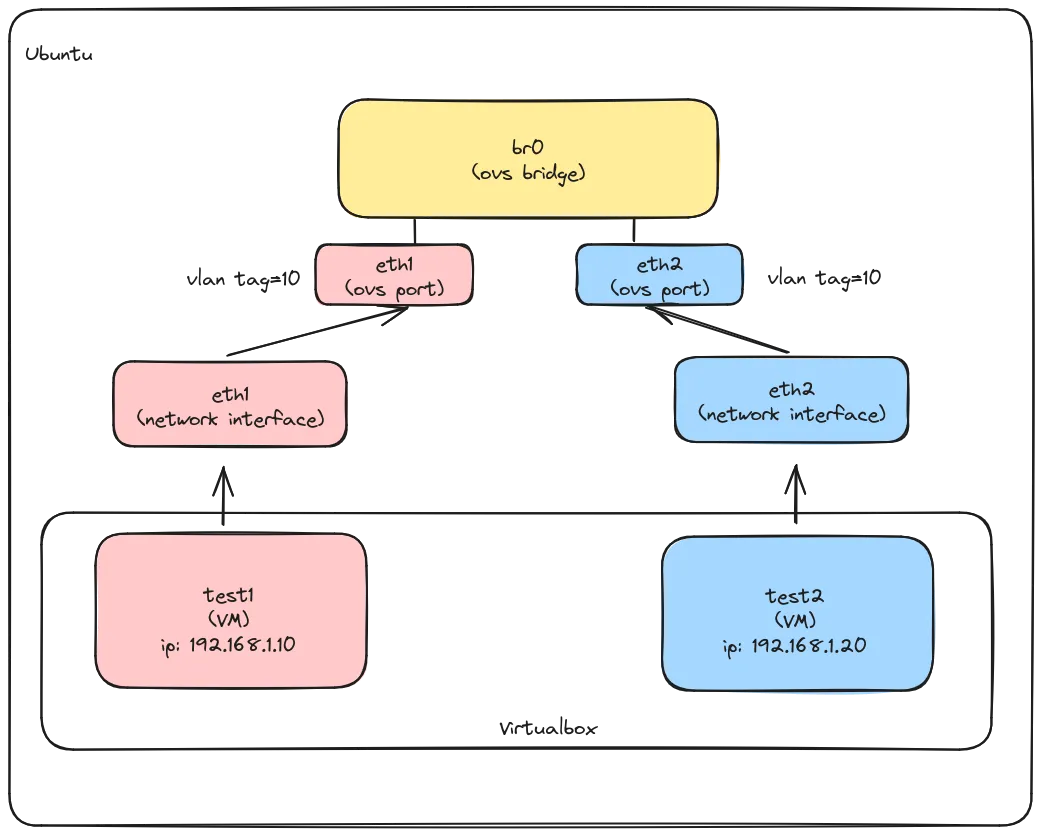 Ubuntu
br0
(ovs bridge)
eth1
(ovs port)
vlan tag=10
eth2
(ovs port)
vlan tag=10
eth1
(network interface)
eth2
(network interface)
test1
(VM)
ip: 192.168.1.10
test2
(VM)
ip: 192.168.1.20
Virtualbox